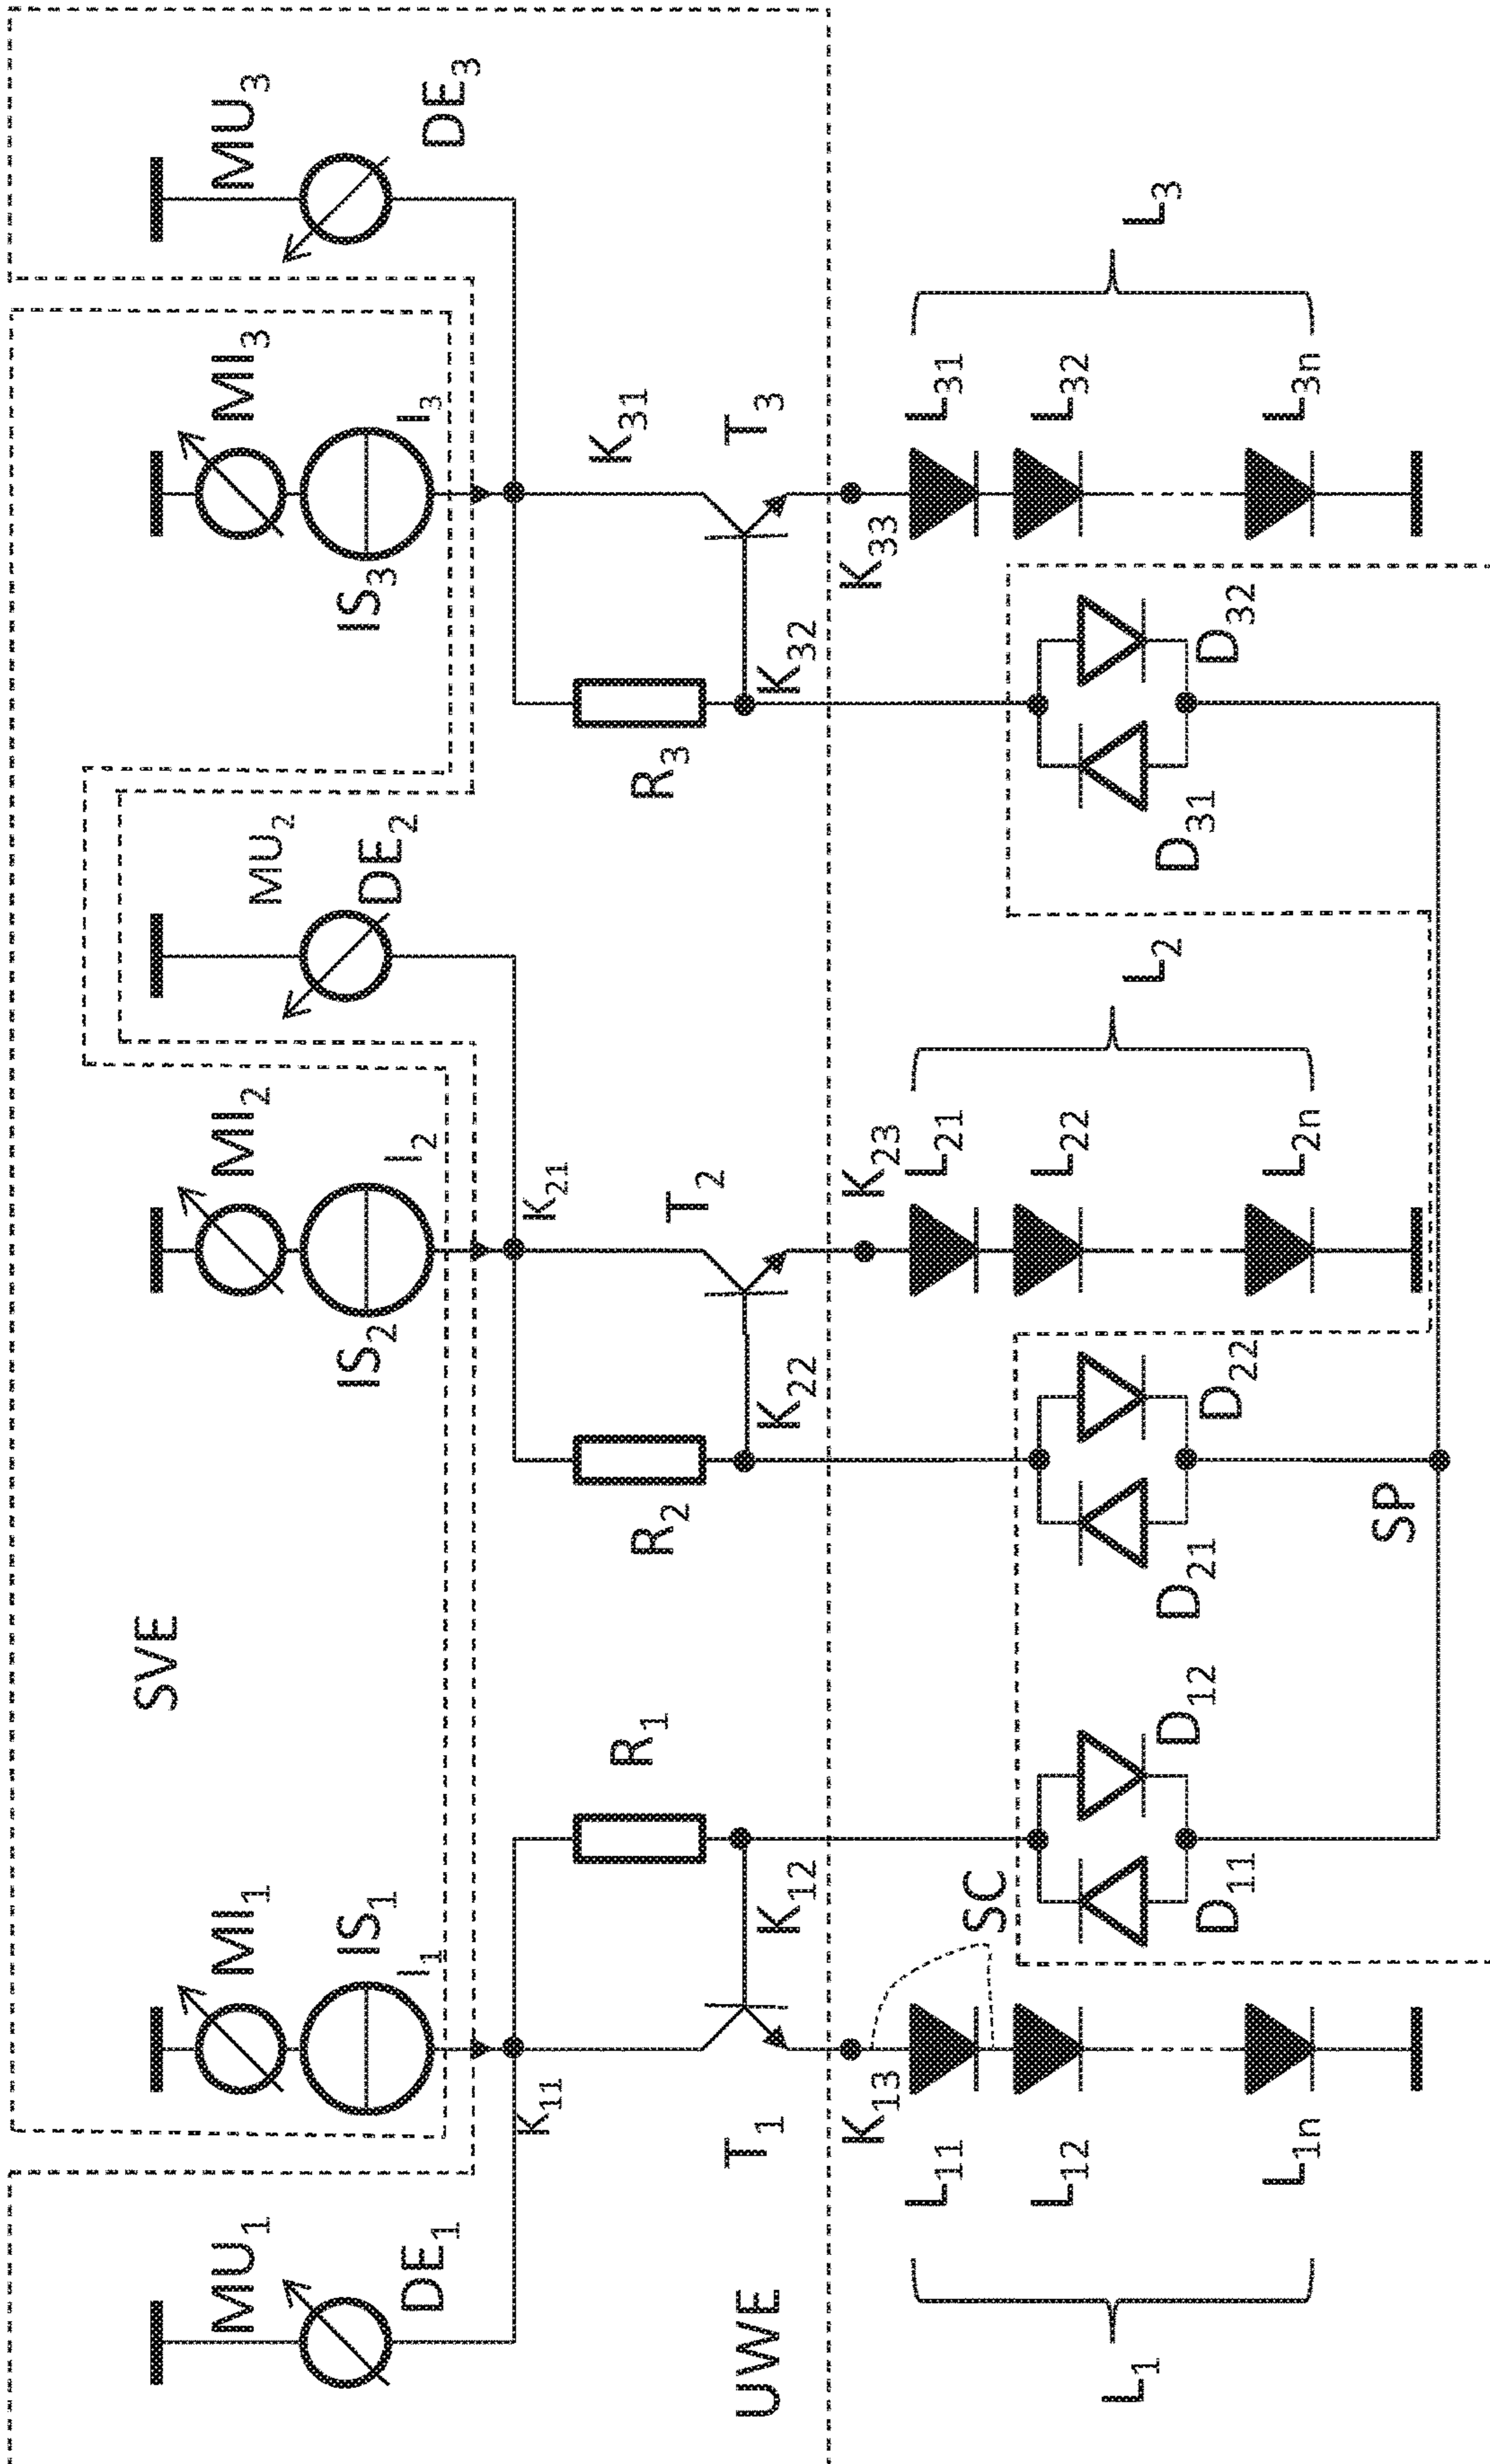 MU₁
DE₁
MI₁
IS₁
I₁
SVE
MI₂
IS₂
I₂
MU₂
DE₂
MI₃
IS₃
I₃
MU₃
DE₃
K₁₁
R₁
K₁₂
T₁
K₁₃
UWE
K₂₁
R₂
K₂₂
T₂
K₂₃
K₃₁
R₃
K₃₂
T₃
K₃₃
SC
L₁
L₁₁
L₁₂
L₁ₙ
D₁₁
D₁₂
D₂₁
D₂₂
SP
L₂₁
L₂₂
L₂ₙ
L₂
D₃₁
D₃₂
L₃₁
L₃₂
L₃ₙ
L₃